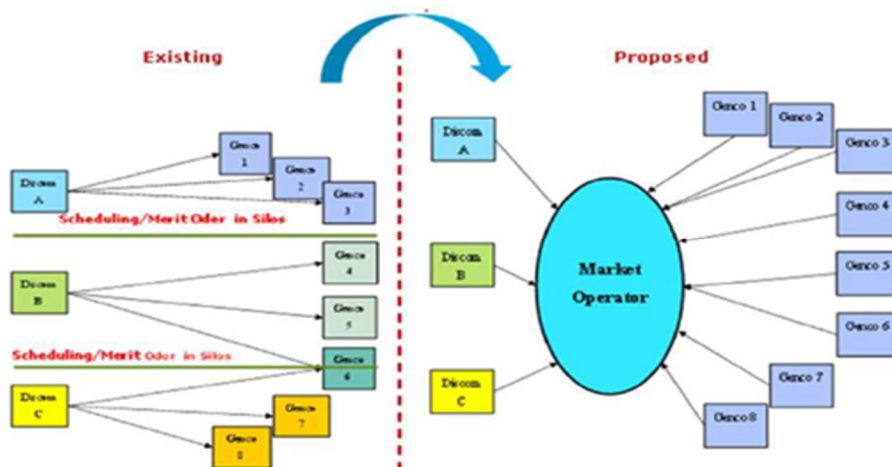 Existing
Proposed
Discom
A
Genco
1
Genco
2
Genco
3
Scheduling/Merit Oder in Silos
Discom
B
Genco
4
Genco
5
Scheduling/Merit Oder in Silos
Genco
6
Discom
C
Genco
7
Genco
8
Discom
A
Discom
B
Discom
C
Market
Operator
Genco 1
Genco 2
Genco 3
Genco 4
Genco 5
Genco 6
Genco 7
Genco 8